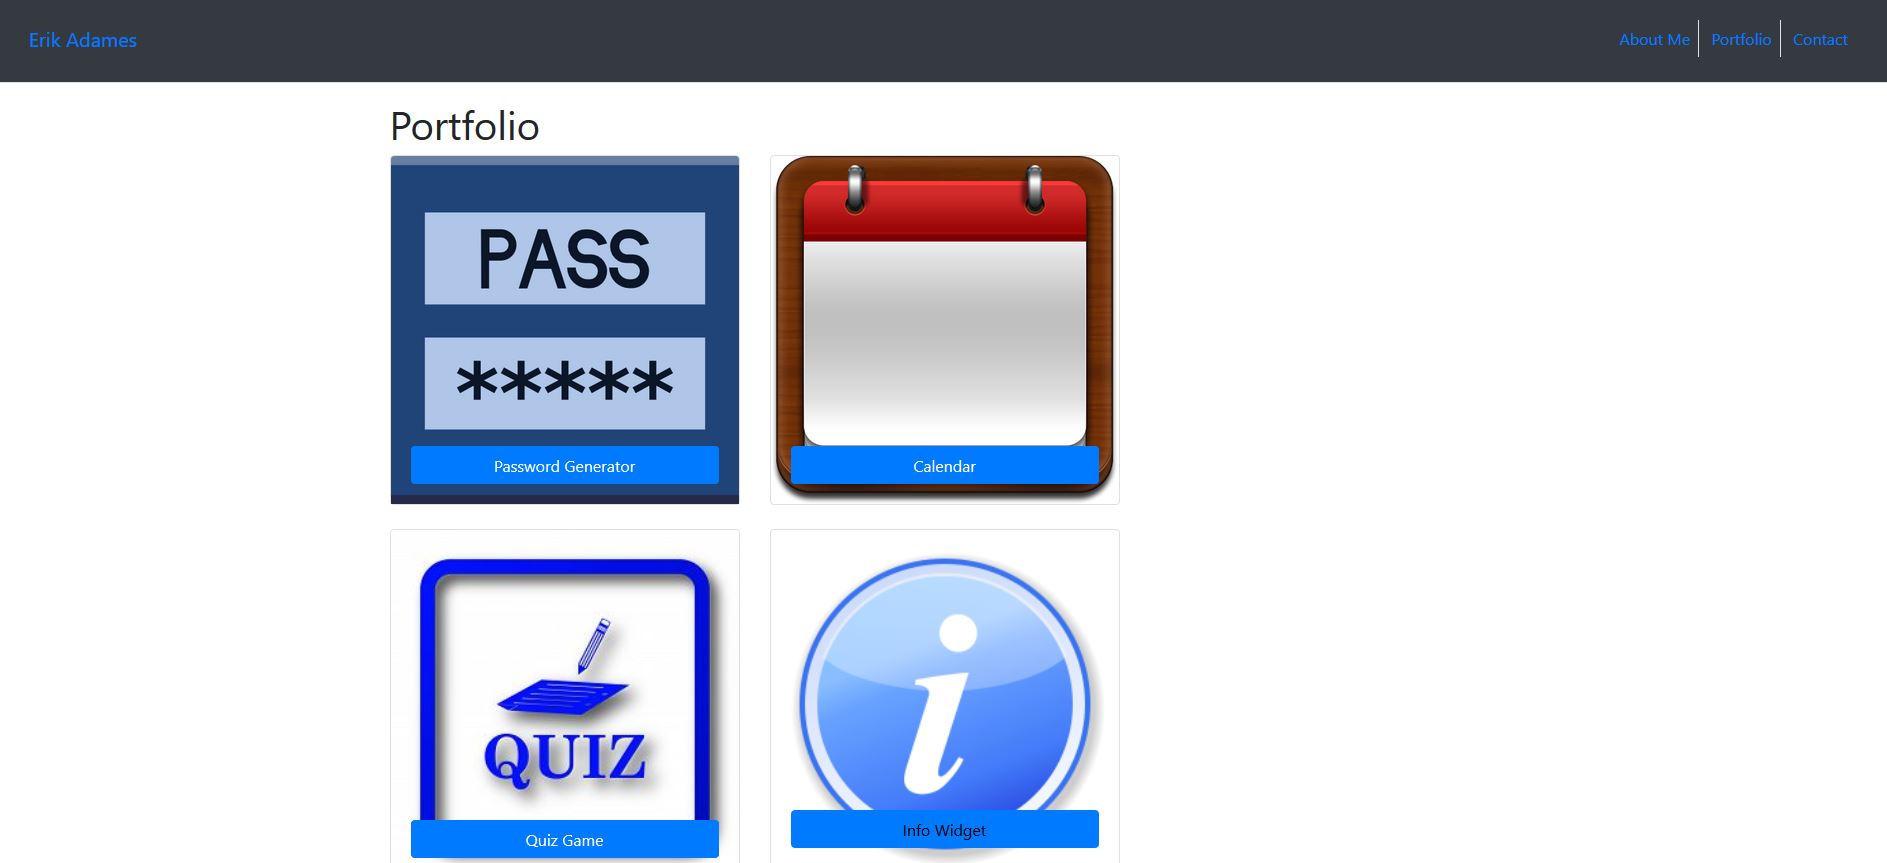 Erik Adames
About Me
Portfolio
Contact
Portfolio
PASS
*****
Password Generator
Calendar
QUIZ
Quiz Game
i
Info Widget